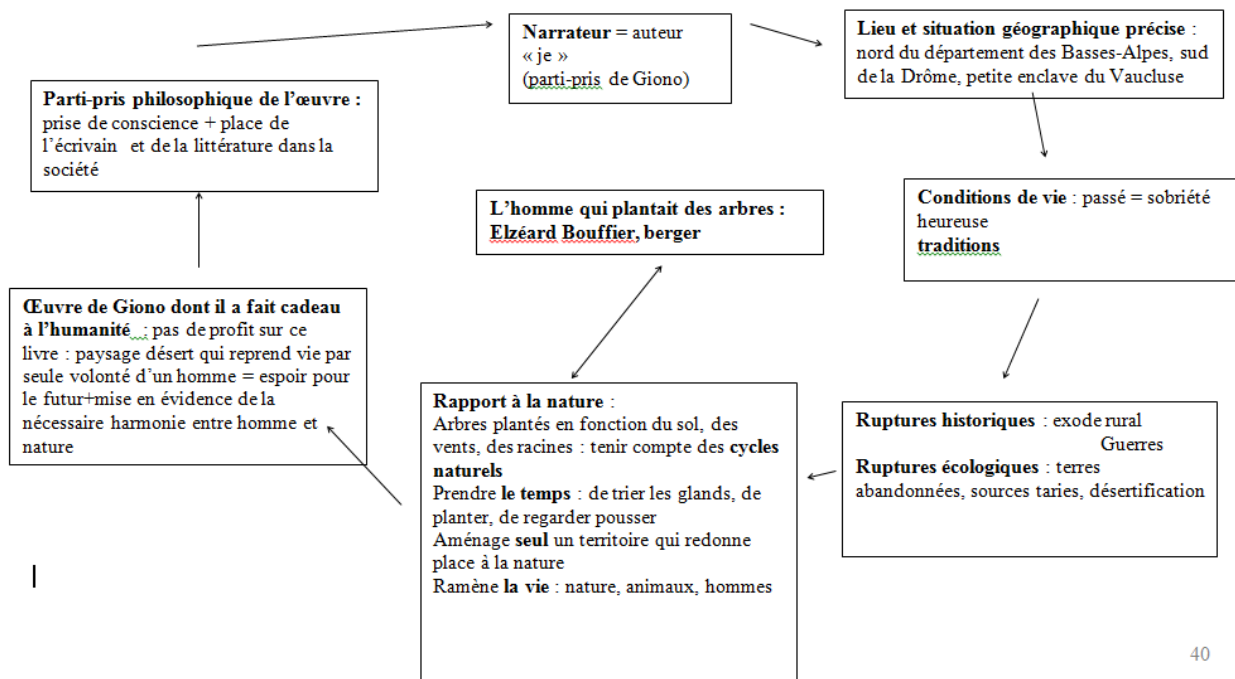 Narrateur = auteur
« je »
(parti-pris de Giono)
Lieu et situation géographique précise :
nord du département des Basses-Alpes, sud
de la Drôme, petite enclave du Vaucluse
Conditions de vie : passé = sobriété
heureuse
traditions
Ruptures historiques : exode rural
Guerres
Ruptures écologiques : terres
abandonnées, sources taries, désertification
Rapport à la nature :
Arbres plantés en fonction du sol, des
vents, des racines : tenir compte des cycles
naturels
Prendre le temps : de trier les glands, de
planter, de regarder pousser
Aménage seul un territoire qui redonne
place à la nature
Ramène la vie : nature, animaux, hommes
L'homme qui plantait des arbres :
Elzéard Bouffier, berger
Œuvre de Giono dont il a fait cadeau
à l'humanité : pas de profit sur ce
livre : paysage désert qui reprend vie par
seule volonté d'un homme = espoir pour
le futur+mise en évidence de la
nécessaire harmonie entre homme et
nature
Parti-pris philosophique de l'œuvre :
prise de conscience + place de
l'écrivain et de la littérature dans la
société
40